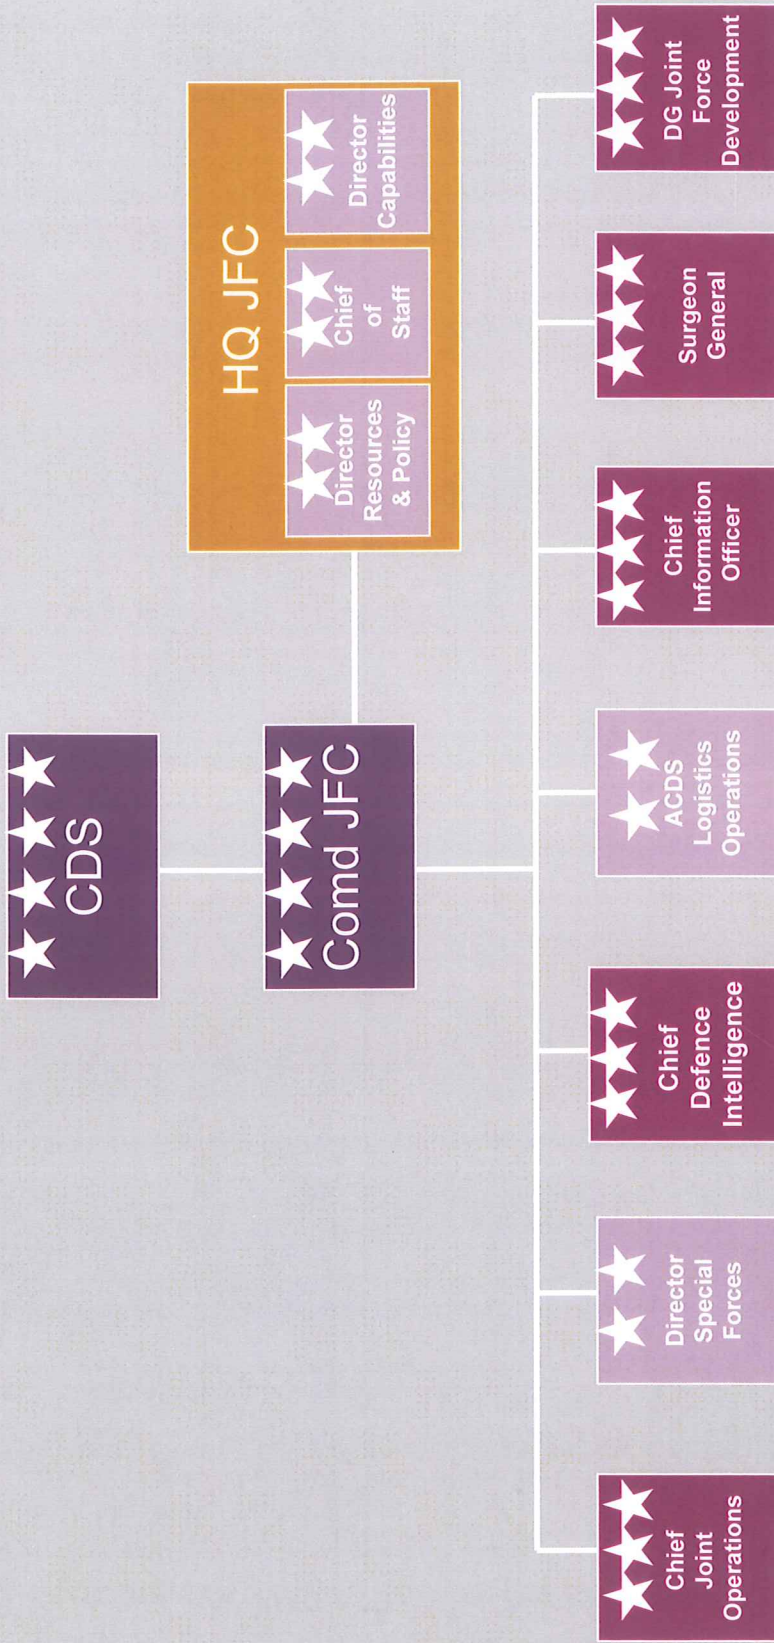 CDS
Comd JFC
HQ JFC
Director
Resources
& Policy
Chief
of
Staff
Director
Capabilities
Chief
Joint
Operations
Director
Special
Forces
Chief
Defence
Intelligence
ACDS
Logistics
Operations
Chief
Information
Officer
Surgeon
General
DG Joint
Force
Development